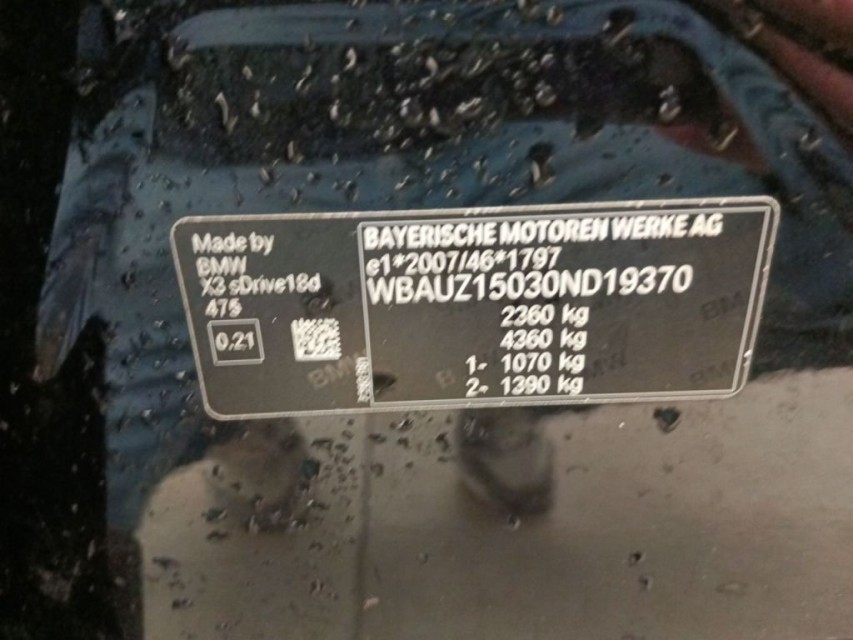 Made by
BMW
X3 sDrive18d
475
0.21
BAYERISCHE MOTOREN WERKE AG
e1*2007/46*1797
WBAUZ15030ND19370
2360 kg
4360 kg
1- 1070 kg
2- 1390 kg
BMW